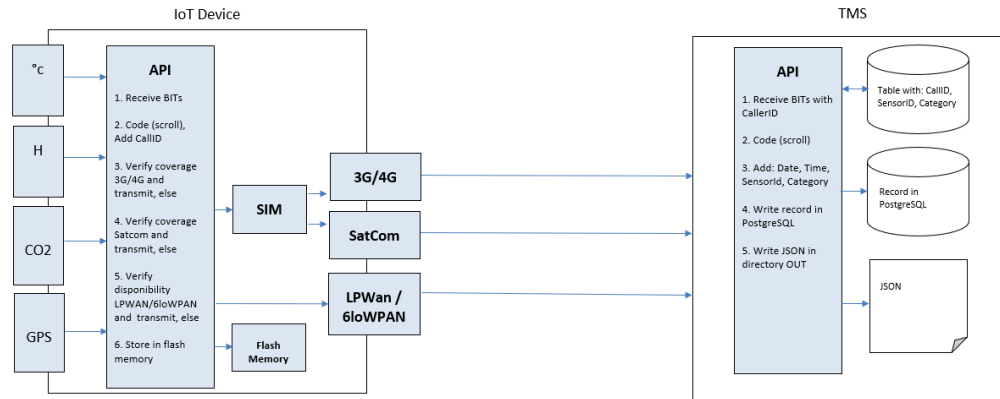 IoT Device
TMS
°C
H
CO2
GPS
API
1. Receive BITs
2. Code (scroll),
Add CallID
3. Verify coverage
3G/4G and
transmit, else
4. Verify coverage
Satcom and
transmit, else
5. Verify
disponibility
LPWAN/6loWPAN
and transmit, else
6. Store in flash
memory
SIM
Flash
Memory
3G/4G
SatCom
LPWan /
6loWPAN
API
1. Receive BITs with
CallerID
2. Code (scroll)
3. Add: Date, Time,
SensorId, Category
4. Write record in
PostgreSQL
5. Write JSON in
directory OUT
Table with: CallID,
SensorID, Category
Record in
PostgreSQL
JSON